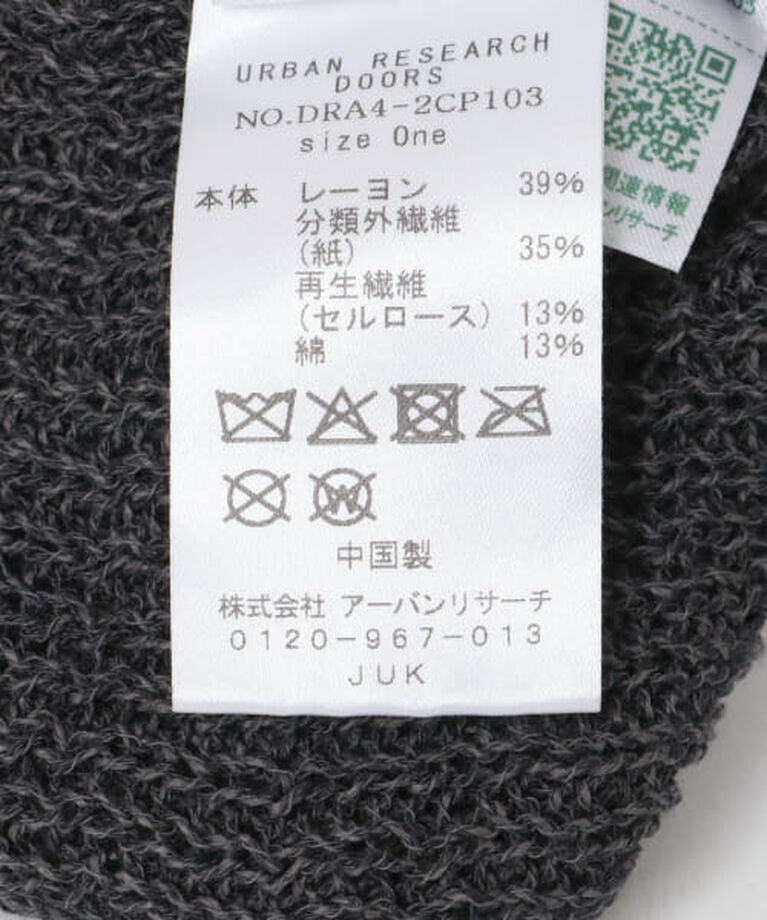 URBAN RESEARCH
DOORS
NO.DRA4-2CP103
size One
本体 レーヨン 39%
分類外繊維
(紙) 35%
再生繊維
(セルロース) 13%
綿 13%
W
中国製
株式会社 アーバンリサーチ
0120-967-013
JUK
関連情報
バンリサーチ